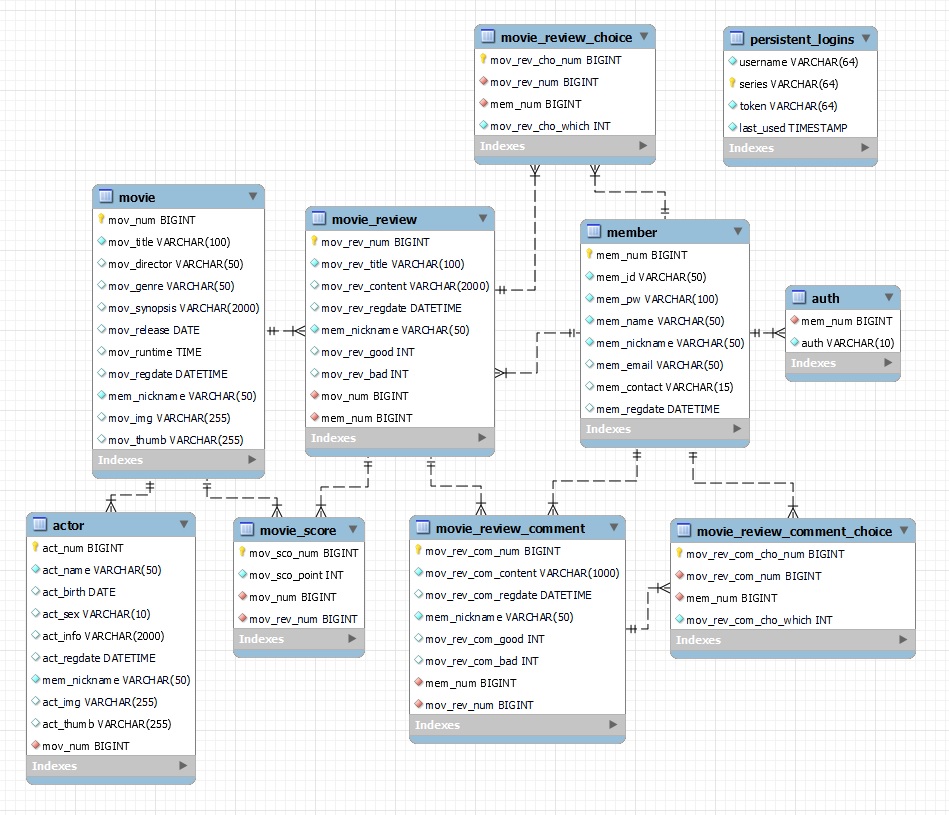 movie_review_choice
mov_rev_cho_num BIGINT
mov_rev_num BIGINT
mem_num BIGINT
mov_rev_cho_which INT
Indexes
persistent_logins
username VARCHAR(64)
series VARCHAR(64)
token VARCHAR(64)
last_used TIMESTAMP
Indexes
movie
mov_num BIGINT
mov_title VARCHAR(100)
mov_director VARCHAR(50)
mov_genre VARCHAR(50)
mov_synopsis VARCHAR(2000)
mov_release DATE
mov_runtime TIME
mov_regdate DATETIME
mem_nickname VARCHAR(50)
mov_img VARCHAR(255)
mov_thumb VARCHAR(255)
Indexes
movie_review
mov_rev_num BIGINT
mov_rev_title VARCHAR(100)
mov_rev_content VARCHAR(2000)
mov_rev_regdate DATETIME
mem_nickname VARCHAR(50)
mov_rev_good INT
mov_rev_bad INT
mov_num BIGINT
mem_num BIGINT
Indexes
member
mem_num BIGINT
mem_id VARCHAR(50)
mem_pw VARCHAR(100)
mem_name VARCHAR(50)
mem_nickname VARCHAR(50)
mem_email VARCHAR(50)
mem_contact VARCHAR(15)
mem_regdate DATETIME
Indexes
auth
mem_num BIGINT
auth VARCHAR(10)
Indexes
actor
act_num BIGINT
act_name VARCHAR(50)
act_birth DATE
act_sex VARCHAR(10)
act_info VARCHAR(2000)
act_regdate DATETIME
mem_nickname VARCHAR(50)
act_img VARCHAR(255)
act_thumb VARCHAR(255)
mov_num BIGINT
Indexes
movie_score
mov_sco_num BIGINT
mov_sco_point INT
mov_num BIGINT
mov_rev_num BIGINT
Indexes
movie_review_comment
mov_rev_com_num BIGINT
mov_rev_com_content VARCHAR(1000)
mov_rev_com_regdate DATETIME
mem_nickname VARCHAR(50)
mov_rev_com_good INT
mov_rev_com_bad INT
mem_num BIGINT
mov_rev_num BIGINT
Indexes
movie_review_comment_choice
mov_rev_com_cho_num BIGINT
mov_rev_com_num BIGINT
mem_num BIGINT
mov_rev_com_cho_which INT
Indexes